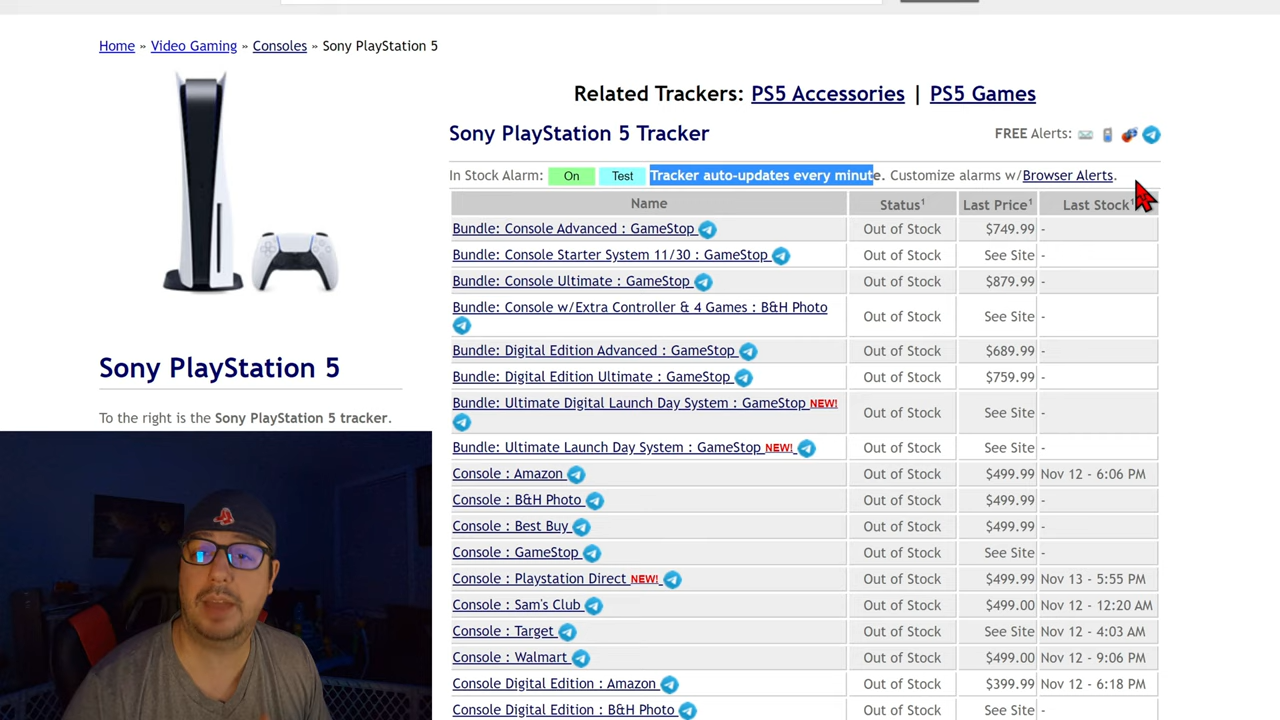 Home » Video Gaming » Consoles » Sony PlayStation 5
Related Trackers: PS5 Accessories | PS5 Games
Sony PlayStation 5 Tracker
FREE Alerts:
In Stock Alarm: On Test Tracker auto-updates every minute. Customize alarms w/Browser Alerts.
Name Status¹ Last Price¹ Last Stock¹
Bundle: Console Advanced : GameStop Out of Stock $749.99 -
Bundle: Console Starter System 11/30 : GameStop Out of Stock See Site -
Bundle: Console Ultimate : GameStop Out of Stock $879.99 -
Bundle: Console w/Extra Controller & 4 Games : B&H Photo Out of Stock See Site -
Bundle: Digital Edition Advanced : GameStop Out of Stock $689.99 -
Bundle: Digital Edition Ultimate : GameStop Out of Stock $759.99 -
Bundle: Ultimate Digital Launch Day System : GameStop NEW! Out of Stock See Site -
Bundle: Ultimate Launch Day System : GameStop NEW! Out of Stock See Site -
Console : Amazon Out of Stock $499.99 Nov 12 - 6:06 PM
Console : B&H Photo Out of Stock $499.99 -
Console : Best Buy Out of Stock $499.99 -
Console : GameStop Out of Stock See Site -
Console : Playstation Direct NEW! Out of Stock $499.99 Nov 13 - 5:55 PM
Console : Sam's Club Out of Stock $499.00 Nov 12 - 12:20 AM
Console : Target Out of Stock See Site Nov 12 - 4:03 AM
Console : Walmart Out of Stock $499.00 Nov 12 - 9:06 PM
Console Digital Edition : Amazon Out of Stock $399.99 Nov 12 - 6:18 PM
Console Digital Edition : B&H Photo Out of Stock See Site -
Sony PlayStation 5
To the right is the Sony PlayStation 5 tracker.